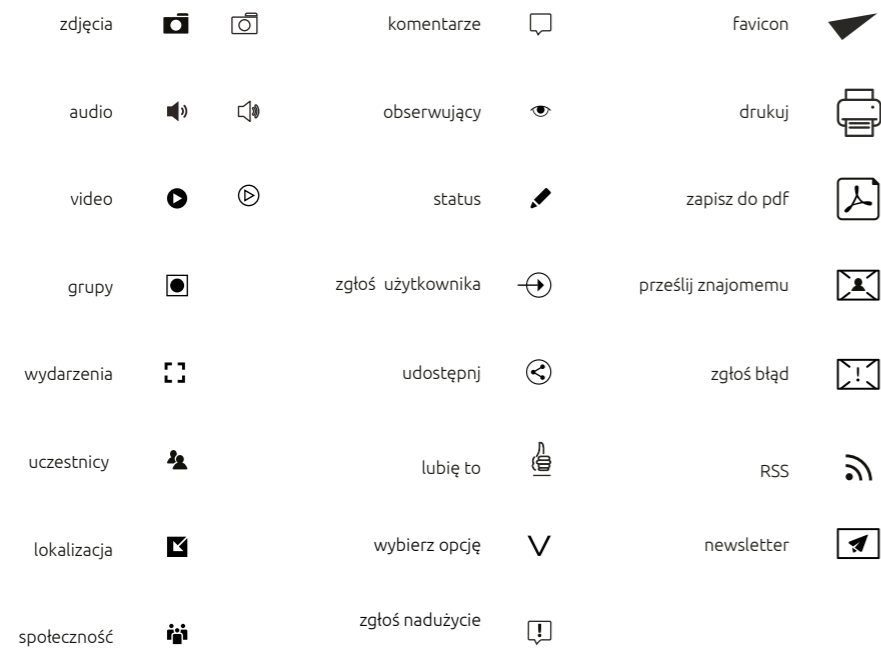 zdjęcia
audio
video
grupy
wydarzenia
uczestnicy
lokalizacja
społeczność
komentarze
obserwujący
status
zgłoś użytkownika
udostępnj
lubię to
wybierz opcję
zgłoś nadużycie
favicon
drukuj
zapisz do pdf
prześlij znajomemu
zgłoś błąd
RSS
newsletter